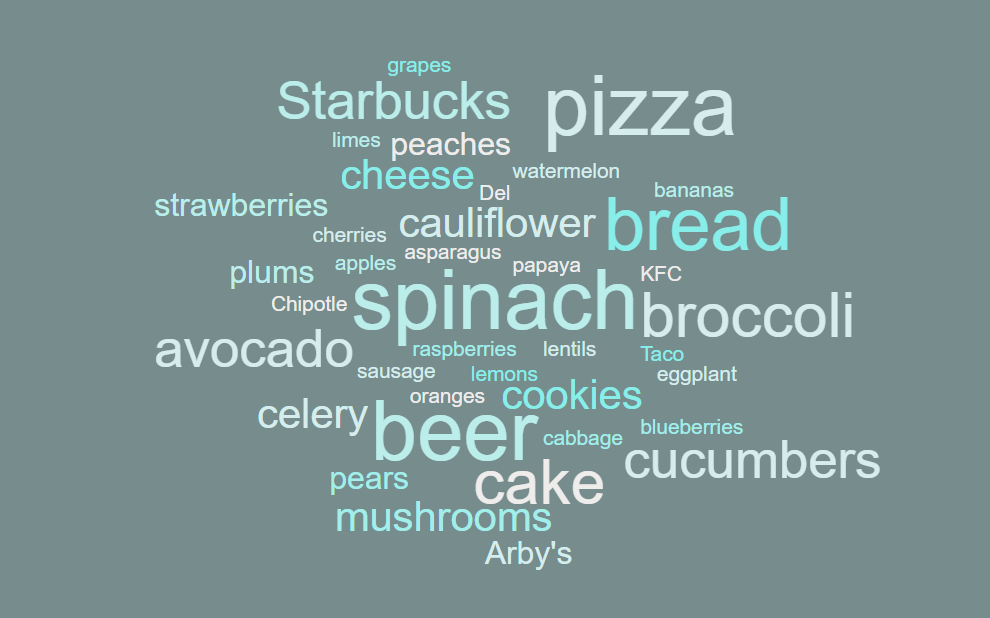 grapes
Starbucks
pizza
limes
peaches
cheese
watermelon
Del
bananas
strawberries
cauliflower
bread
cherries
asparagus
plums
apples
papaya
KFC
Chipotle
spinach
broccoli
avocado
raspberries
lentils
Taco
sausage
lemons
eggplant
oranges
cookies
celery
beer
cabbage
blueberries
cucumbers
pears
cake
mushrooms
Arby's